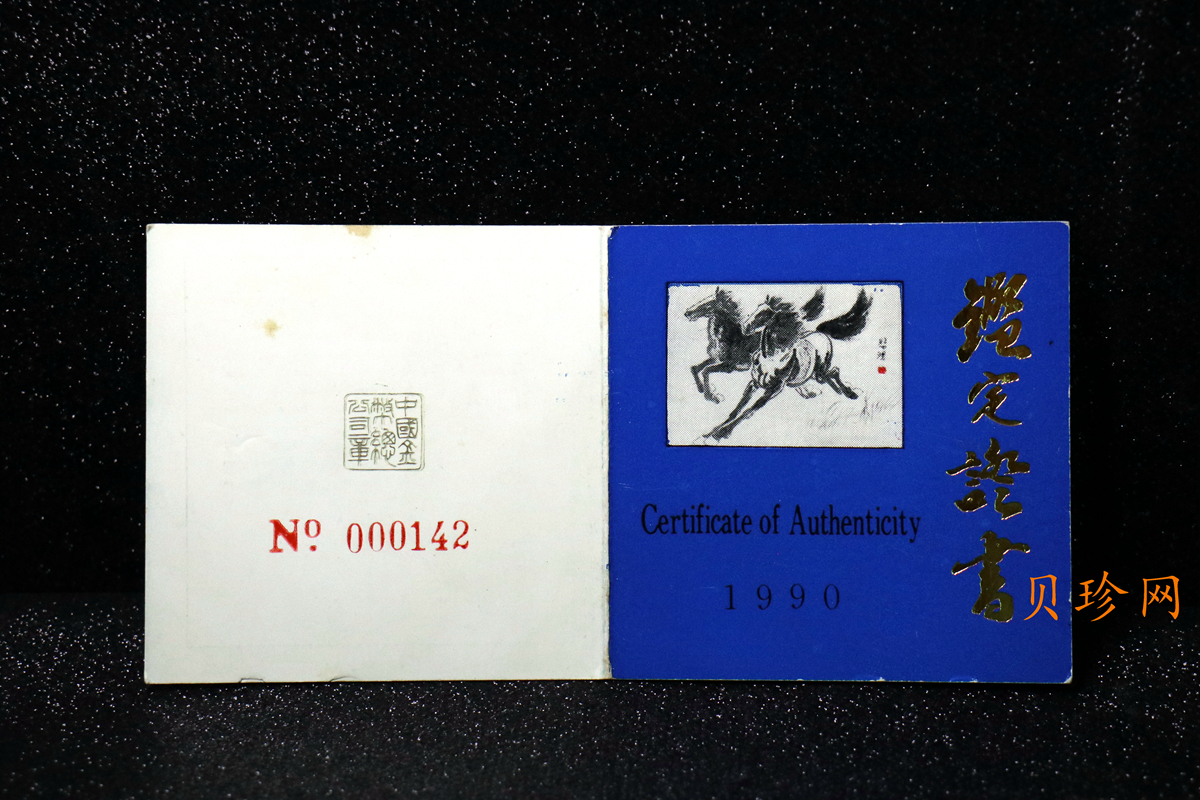 中國金
幣總
公司章
Nº 000142
Certificate of Authenticity
1990
鑑定證書
贝珍网